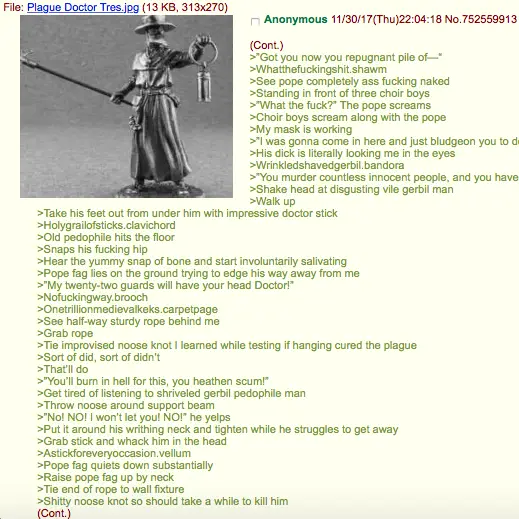 File: Plague Doctor Tres.jpg (13 KB, 313x270)
Anonymous 11/30/17(Thu)22:04:18 No.752559913
(Cont.)
>"Got you now you repugnant pile of—"
>Whatthefuckingshit.shawm
>See pope completely ass fucking naked
>Standing in front of three choir boys
>"What the fuck?" The pope screams
>Choir boys scream along with the pope
>My mask is working
>"I was gonna come in here and just bludgeon you to d
>His dick is literally looking me in the eyes
>Wrinkledshavedgerbil.bandora
>"You murder countless innocent people, and you have
>Shake head at disgusting vile gerbil man
>Walk up
>Take his feet out from under him with impressive doctor stick
>Holygrailofsticks.clavichord
>Old pedophile hits the floor
>Snaps his fucking hip
>Hear the yummy snap of bone and start involuntarily salivating
>Pope fag lies on the ground trying to edge his way away from me
>"My twenty-two guards will have your head Doctor!"
>Nofuckingway.brooch
>Onetrillionmedievalkeks.carpetpage
>See half-way sturdy rope behind me
>Grab rope
>Tie improvised noose knot I learned while testing if hanging cured the plague
>Sort of did, sort of didn't
>That'll do
>"You'll burn in hell for this, you heathen scum!"
>Get tired of listening to shriveled gerbil pedophile man
>Throw noose around support beam
>"No! NO! I won't let you! NO!" he yelps
>Put it around his writhing neck and tighten while he struggles to get away
>Grab stick and whack him in the head
>Astickforeveryoccasion.vellum
>Pope fag quiets down substantially
>Raise pope fag up by neck
>Tie end of rope to wall fixture
>Shitty noose knot so should take a while to kill him
(Cont.)